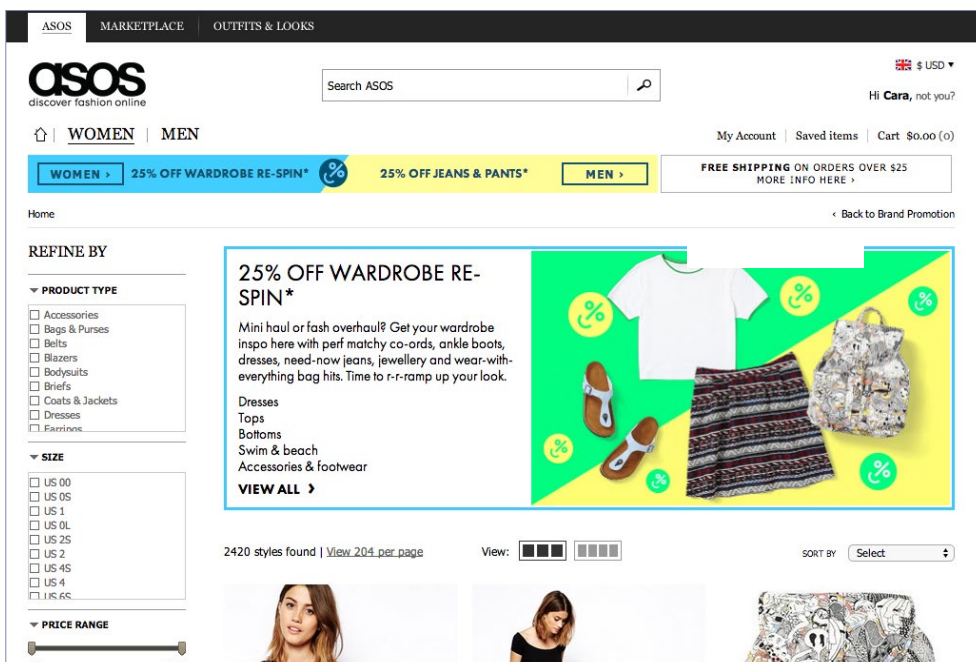 ASOS MARKETPLACE OUTFITS & LOOKS
asos
discover fashion online
Search ASOS
$ USD ▼
Hi Cara, not you?
WOMEN | MEN
My Account | Saved items | Cart $0.00 (0)
WOMEN › 25% OFF WARDROBE RE-SPIN* % 25% OFF JEANS & PANTS* MEN ›
FREE SHIPPING ON ORDERS OVER $25
MORE INFO HERE ›
Home
‹ Back to Brand Promotion
REFINE BY
PRODUCT TYPE
Accessories
Bags & Purses
Belts
Blazers
Bodysuits
Briefs
Coats & Jackets
Dresses
Earrings
SIZE
US 00
US 0S
US 1
US 0L
US 2S
US 2
US 4S
US 4
US 6S
PRICE RANGE
25% OFF WARDROBE RE-
SPIN*
Mini haul or fash overhaul? Get your wardrobe
inspo here with perf matchy co-ords, ankle boots,
dresses, need-now jeans, jewellery and wear-with-
everything bag hits. Time to r-r-ramp up your look.
Dresses
Tops
Bottoms
Swim & beach
Accessories & footwear
VIEW ALL ›
%
%
%
%
%
%
2420 styles found | View 204 per page
View:
SORT BY Select